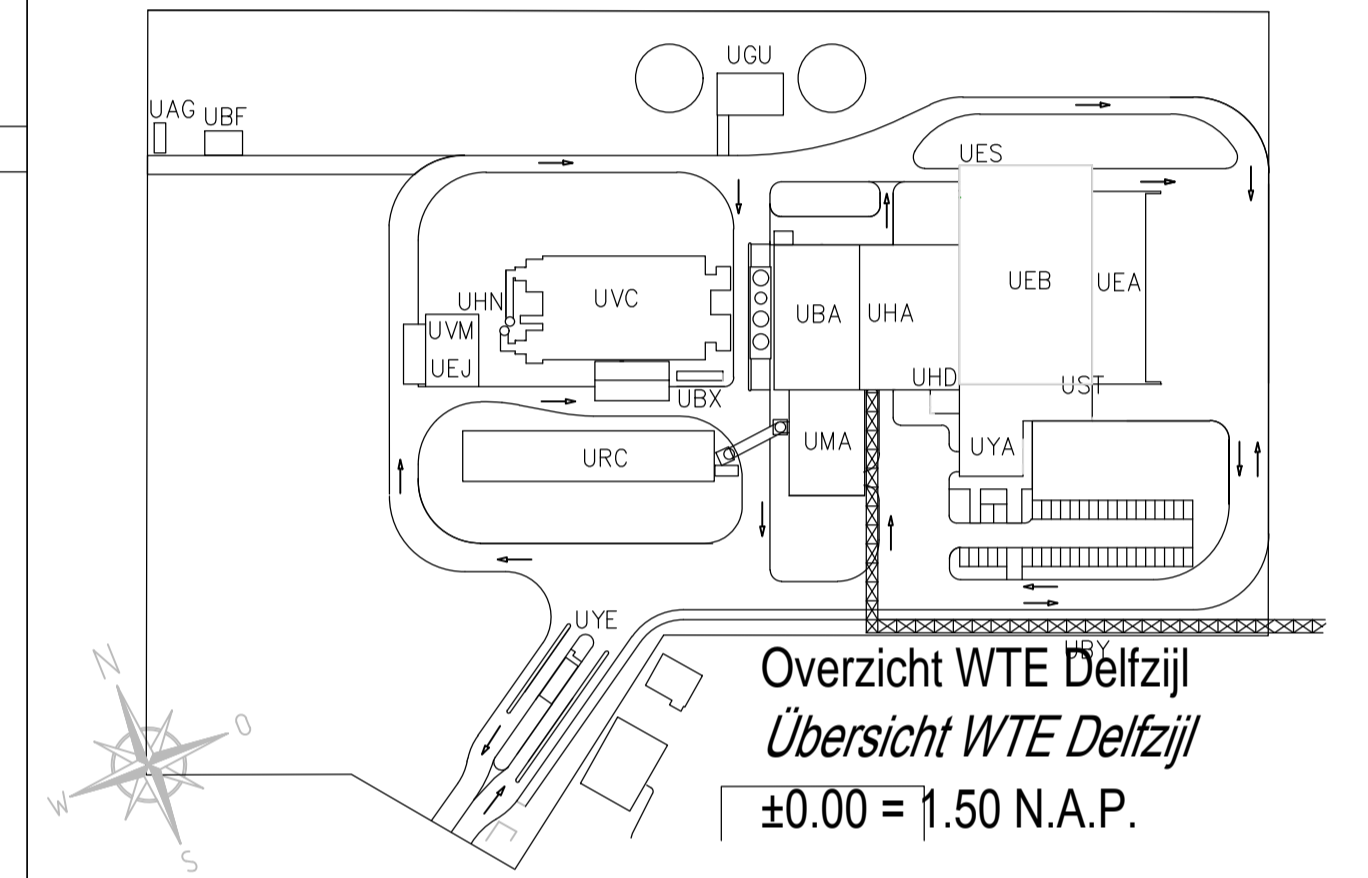 UGU
UAG UBF
UES
UHN UVC UEB UEA
UBA UHA
UVM
UEJ
UHD UST
UBX
UMA UYA
URC
UYE
UBY
Overzicht WTE Delfzijl
Übersicht WTE Delfzijl
±0.00 = 1.50 N.A.P.
N
O
W
S